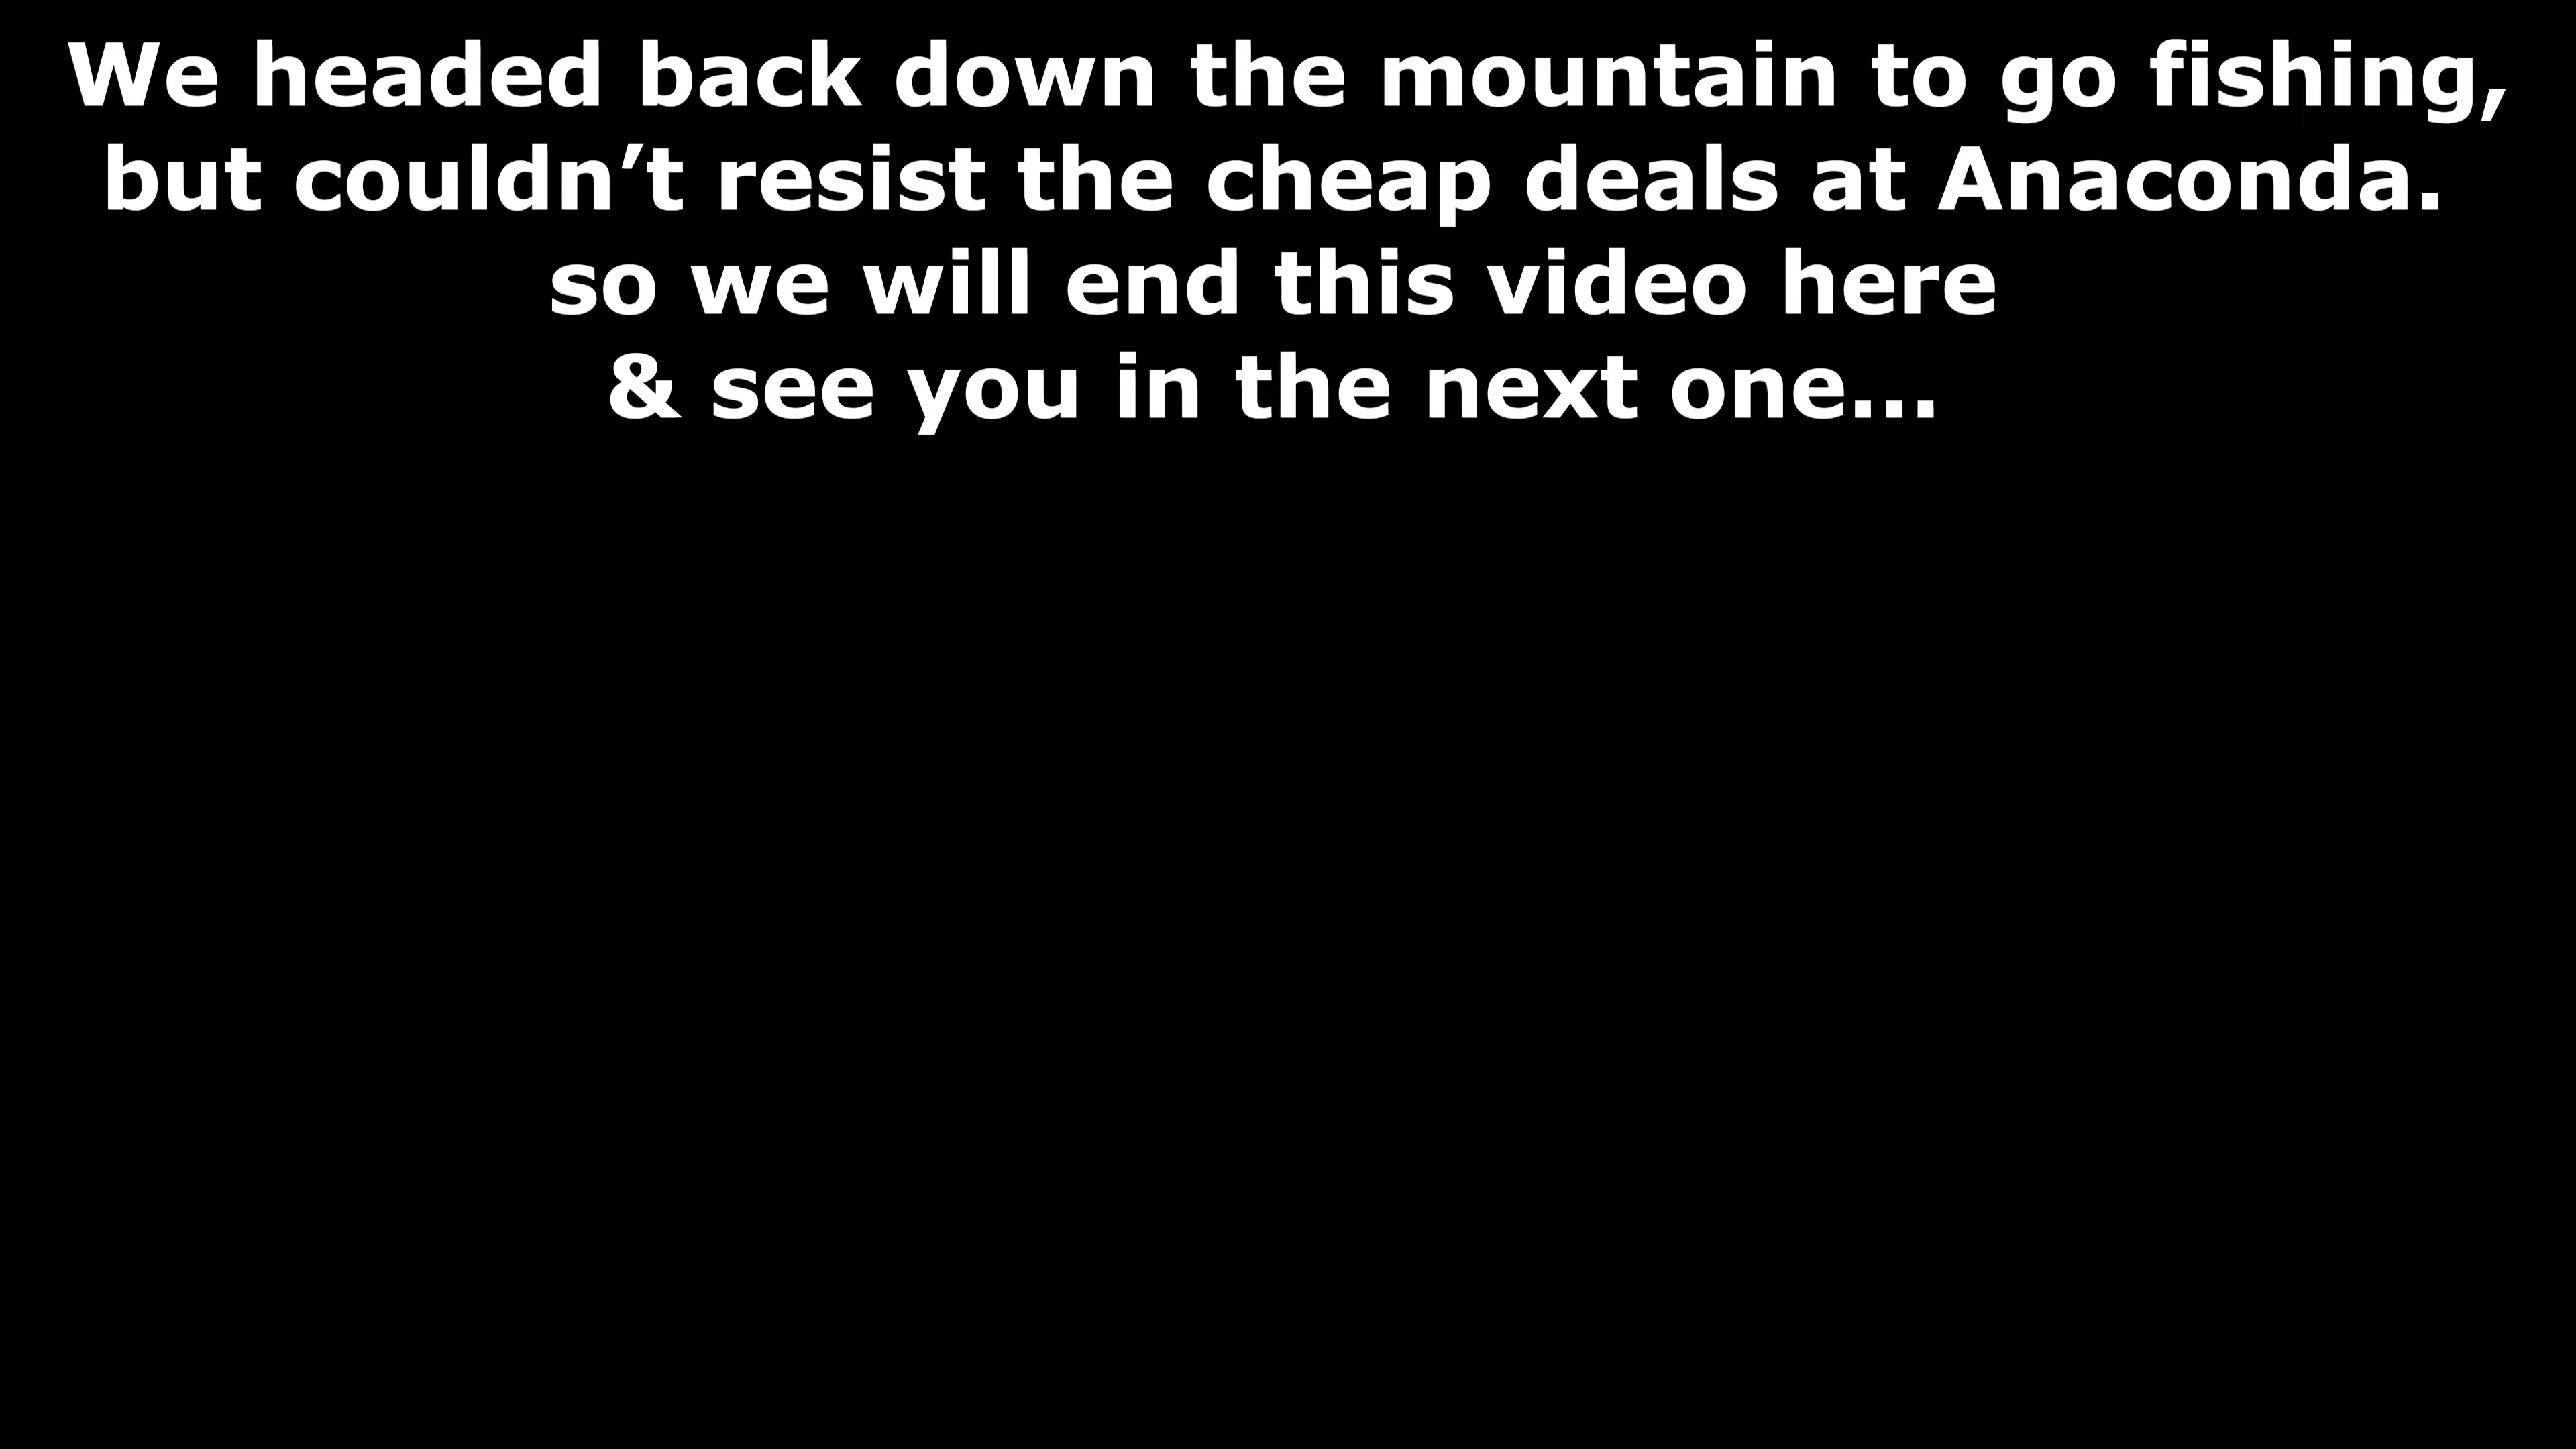 We headed back down the mountain to go fishing,
but couldn’t resist the cheap deals at Anaconda.
so we will end this video here
& see you in the next one...